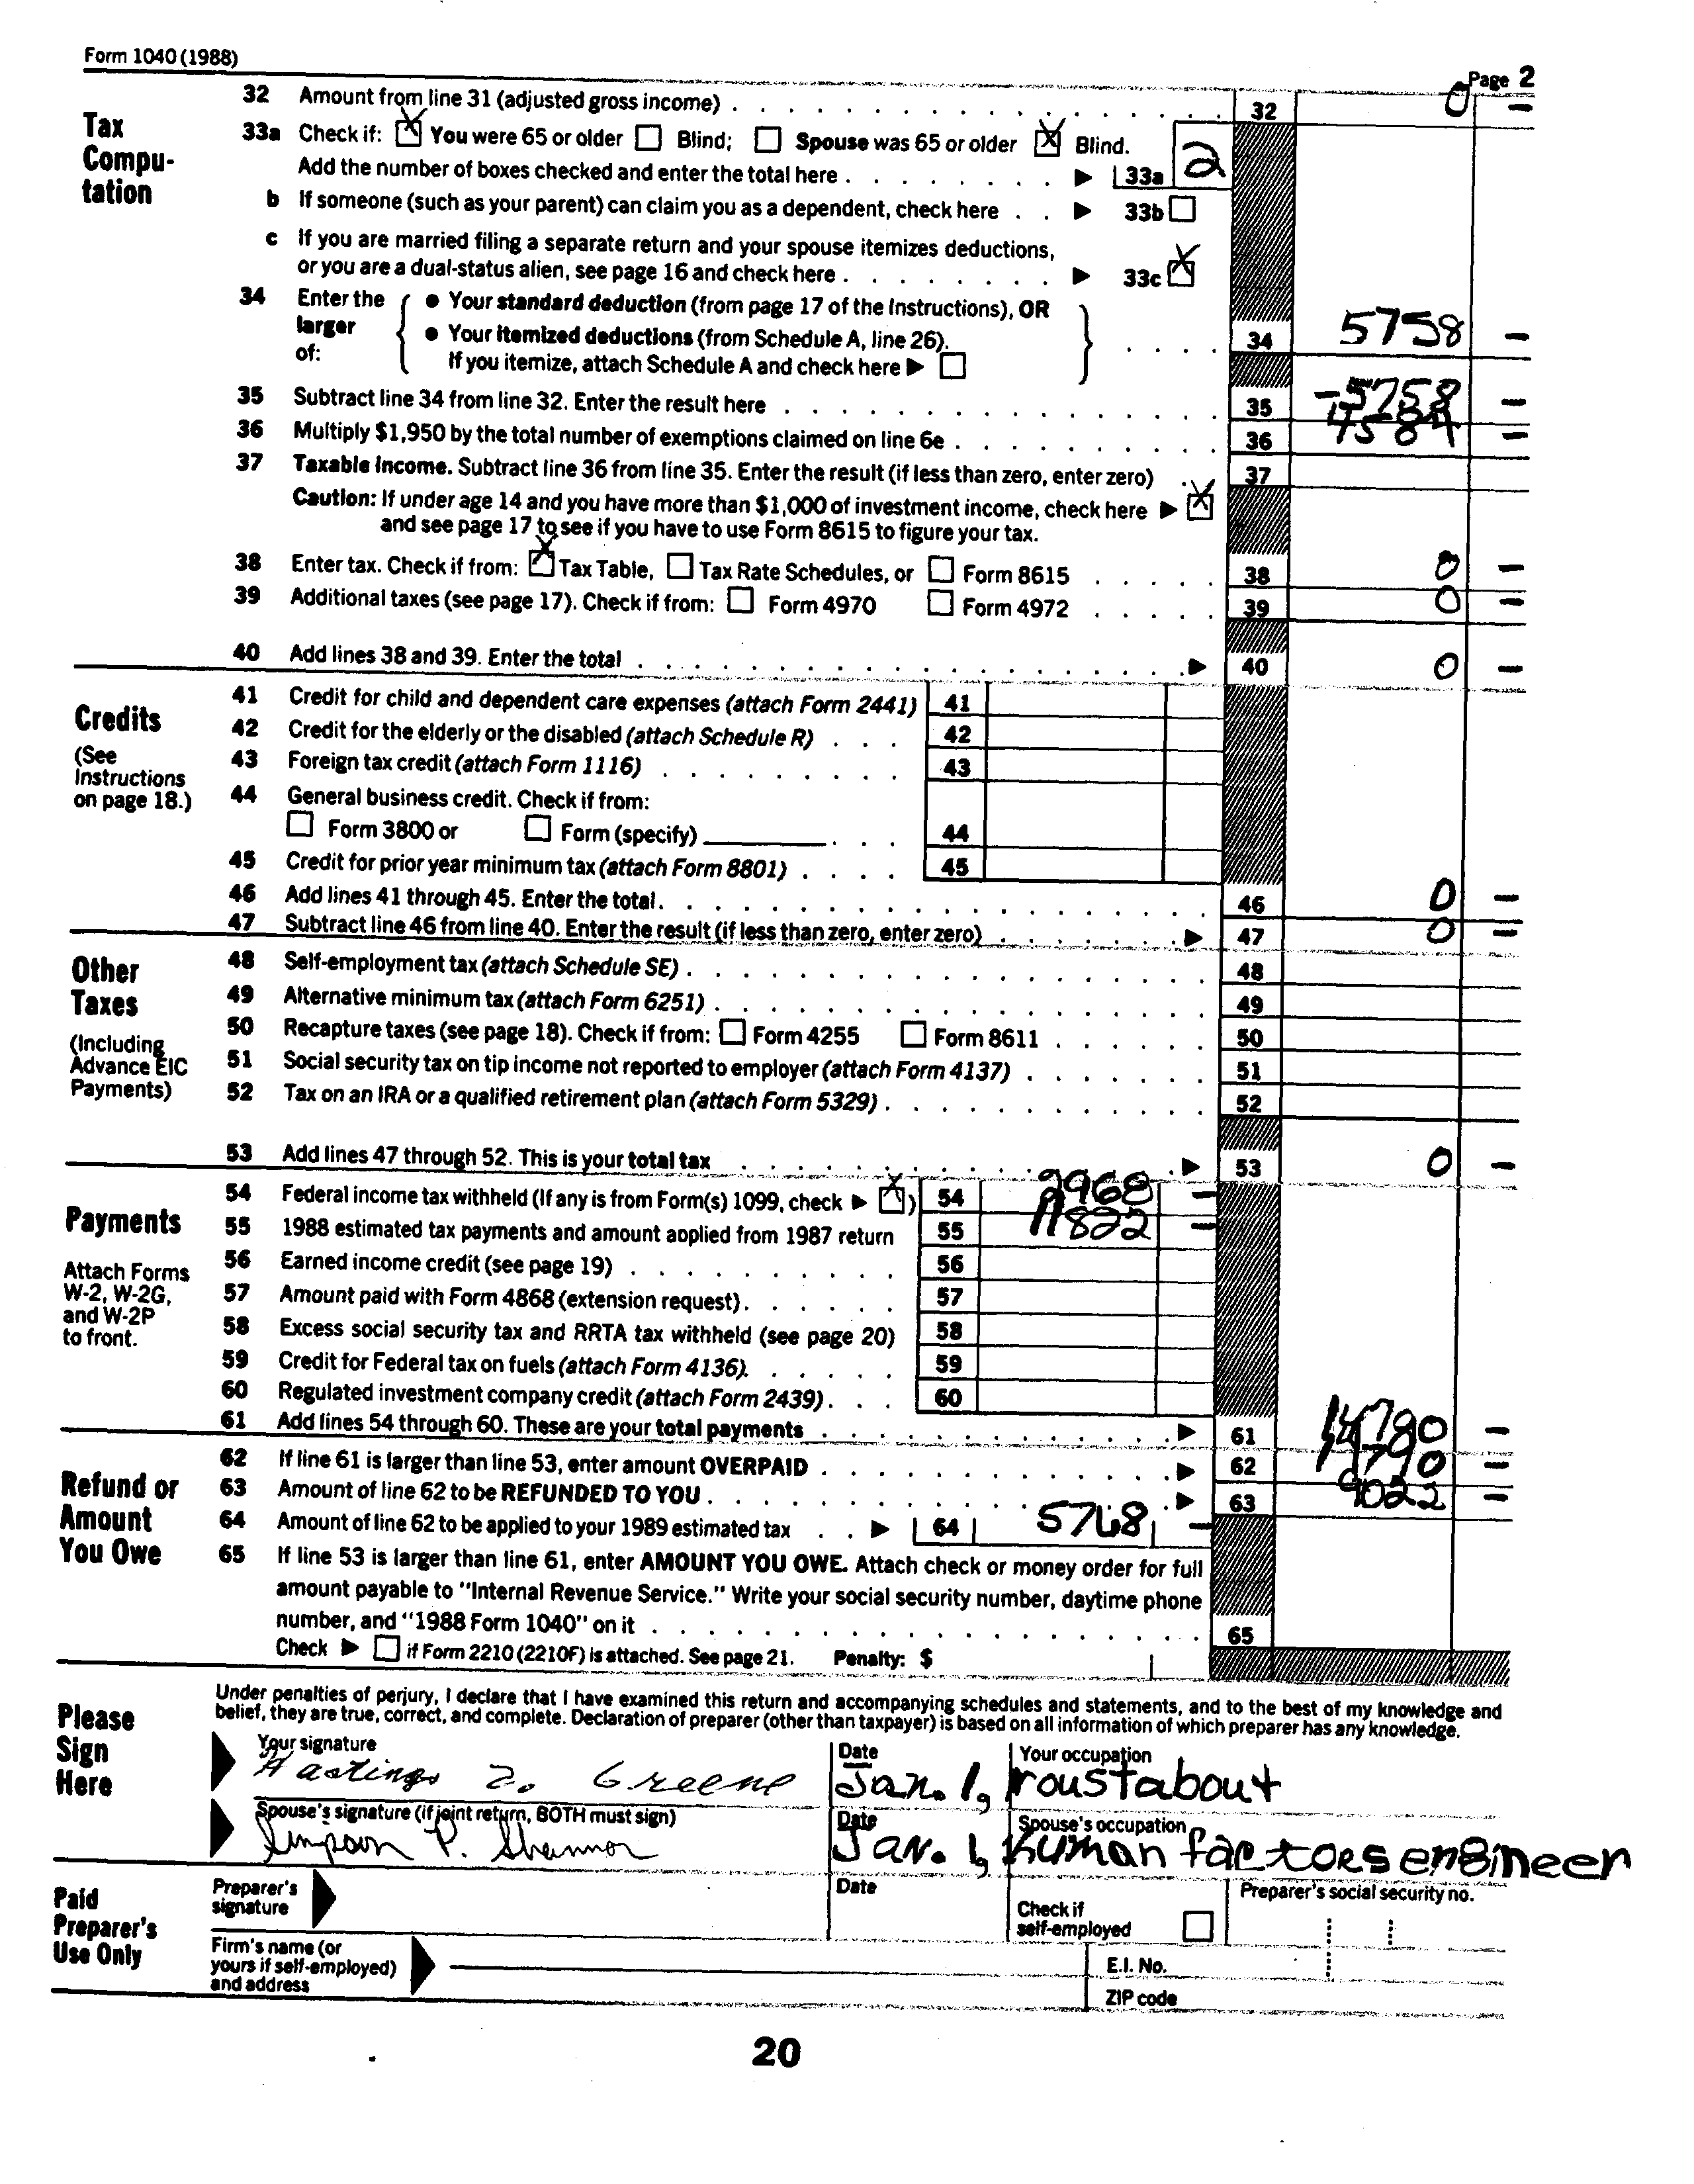 Form 1040 (1988)
Page 2
Tax Compu-tation
32 Amount from line 31 (adjusted gross income) . . . . 32 0 –
33a Check if: X You were 65 or older ☐ Blind; ☐ Spouse was 65 or older X Blind.
Add the number of boxes checked and enter the total here . . . . ▶ 33a 2
b If someone (such as your parent) can claim you as a dependent, check here . . ▶ 33b ☐
c If you are married filing a separate return and your spouse itemizes deductions,
or you are a dual-status alien, see page 16 and check here . . . . ▶ 33c X
34 Enter the larger of:
● Your standard deduction (from page 17 of the Instructions), OR
● Your itemized deductions (from Schedule A, line 26).
If you itemize, attach Schedule A and check here ▶ ☐
34 5758 –
35 Subtract line 34 from line 32. Enter the result here . . . . 35 -5758 –
36 Multiply $1,950 by the total number of exemptions claimed on line 6e . . . . 36 –
37 Taxable income. Subtract line 36 from line 35. Enter the result (if less than zero, enter zero) . 37
Caution: If under age 14 and you have more than $1,000 of investment income, check here ▶ X
and see page 17 to see if you have to use Form 8615 to figure your tax.
38 Enter tax. Check if from: X Tax Table, ☐ Tax Rate Schedules, or ☐ Form 8615 . . . . 38 0 –
39 Additional taxes (see page 17). Check if from: ☐ Form 4970 ☐ Form 4972 . . . . 39 0 –
40 Add lines 38 and 39. Enter the total . . . . ▶ 40 0 –
Credits
(See Instructions on page 18.)
41 Credit for child and dependent care expenses (attach Form 2441) 41
42 Credit for the elderly or the disabled (attach Schedule R) . . . 42
43 Foreign tax credit (attach Form 1116) . . . . 43
44 General business credit. Check if from:
☐ Form 3800 or ☐ Form (specify) . . . 44
45 Credit for prior year minimum tax (attach Form 8801) . . . . 45
46 Add lines 41 through 45. Enter the total . . . . 46 0 –
47 Subtract line 46 from line 40. Enter the result (if less than zero, enter zero) . . . . ▶ 47 0 –
Other Taxes
(Including Advance EIC Payments)
48 Self-employment tax (attach Schedule SE) . . . . 48
49 Alternative minimum tax (attach Form 6251) . . . . 49
50 Recapture taxes (see page 18). Check if from: ☐ Form 4255 ☐ Form 8611 . . . . 50
51 Social security tax on tip income not reported to employer (attach Form 4137) . . . . 51
52 Tax on an IRA or a qualified retirement plan (attach Form 5329) . . . . 52
53 Add lines 47 through 52. This is your total tax . . . . ▶ 53 0 –
Payments
Attach Forms W-2, W-2G, and W-2P to front.
54 Federal income tax withheld (If any is from Form(s) 1099, check ▶ X ) 54 2968 –
55 1988 estimated tax payments and amount applied from 1987 return 55 11822 –
56 Earned income credit (see page 19) . . . . 56
57 Amount paid with Form 4868 (extension request) . . . . 57
58 Excess social security tax and RRTA tax withheld (see page 20) 58
59 Credit for Federal tax on fuels (attach Form 4136). . . . . 59
60 Regulated investment company credit (attach Form 2439) . . . 60
61 Add lines 54 through 60. These are your total payments . . . . ▶ 61 14790 –
Refund or Amount You Owe
62 If line 61 is larger than line 53, enter amount OVERPAID . . . . ▶ 62 14790 –
63 Amount of line 62 to be REFUNDED TO YOU . . . . ▶ 63 9022 –
64 Amount of line 62 to be applied to your 1989 estimated tax . . ▶ 64 5768 –
65 If line 53 is larger than line 61, enter AMOUNT YOU OWE. Attach check or money order for full
amount payable to "Internal Revenue Service." Write your social security number, daytime phone
number, and "1988 Form 1040" on it . . . . 65
Check ▶ ☐ if Form 2210 (2210F) is attached. See page 21. Penalty: $
Please Sign Here
Under penalties of perjury, I declare that I have examined this return and accompanying schedules and statements, and to the best of my knowledge and
belief, they are true, correct, and complete. Declaration of preparer (other than taxpayer) is based on all information of which preparer has any knowledge.
Your signature Date Your occupation
Hastings Z. Greene Jan. 1, roustabout
Spouse's signature (if joint return, BOTH must sign) Date Spouse's occupation
Simpson P. Shannon Jan. 1, human factors engineer
Paid Preparer's Use Only
Preparer's signature Date Check if self-employed ☐ Preparer's social security no.
Firm's name (or yours if self-employed) and address E.I. No.
ZIP code
20